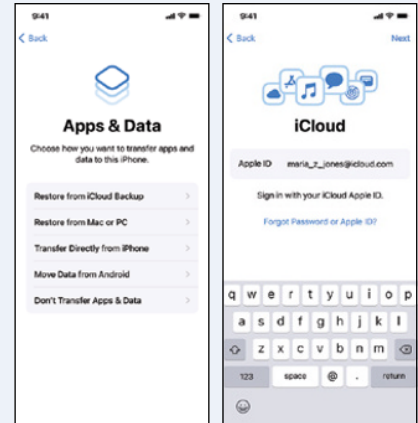 9:41
Back
Apps & Data
Choose how you want to transfer apps and
data to this iPhone.
Restore from iCloud Backup
Restore from Mac or PC
Transfer Directly from iPhone
Move Data from Android
Don't Transfer Apps & Data
9:41
Back
Next
iCloud
Apple ID maria_z_jones@icloud.com
Sign in with your iCloud Apple ID.
Forgot Password or Apple ID?
q w e r t y u i o p
a s d f g h j k l
z x c v b n m
123 space @ . return